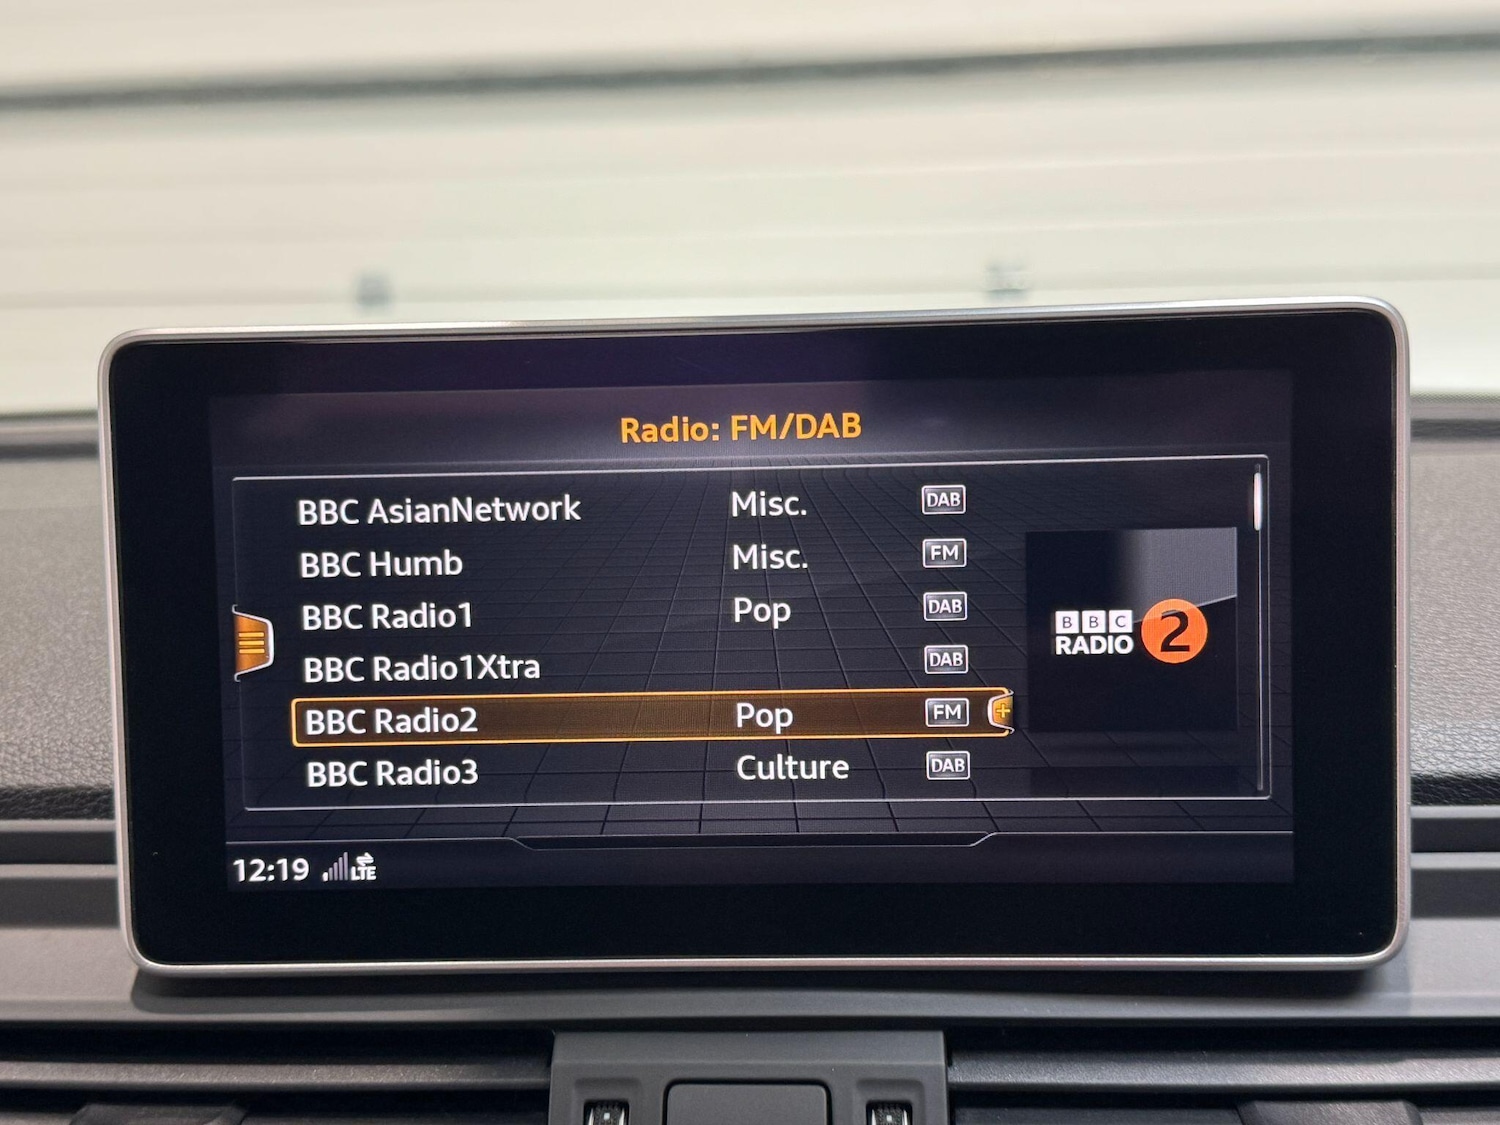 Radio: FM/DAB
BBC AsianNetwork Misc. DAB
BBC Humb Misc. FM
BBC Radio1 Pop DAB
BBC Radio1Xtra DAB
BBC Radio2 Pop FM +
BBC Radio3 Culture DAB
BBC
RADIO 2
12:19 LTE